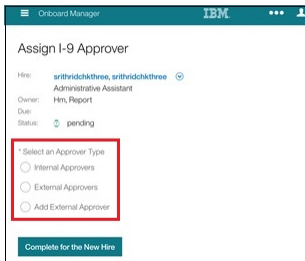 Onboard Manager
IBM
Assign I-9 Approver
Hire: srithridchkthree, srithridchkthree
Administrative Assistant
Owner: Hm, Report
Due:
Status: pending
* Select an Approver Type
Internal Approvers
External Approvers
Add External Approver
Complete for the New Hire